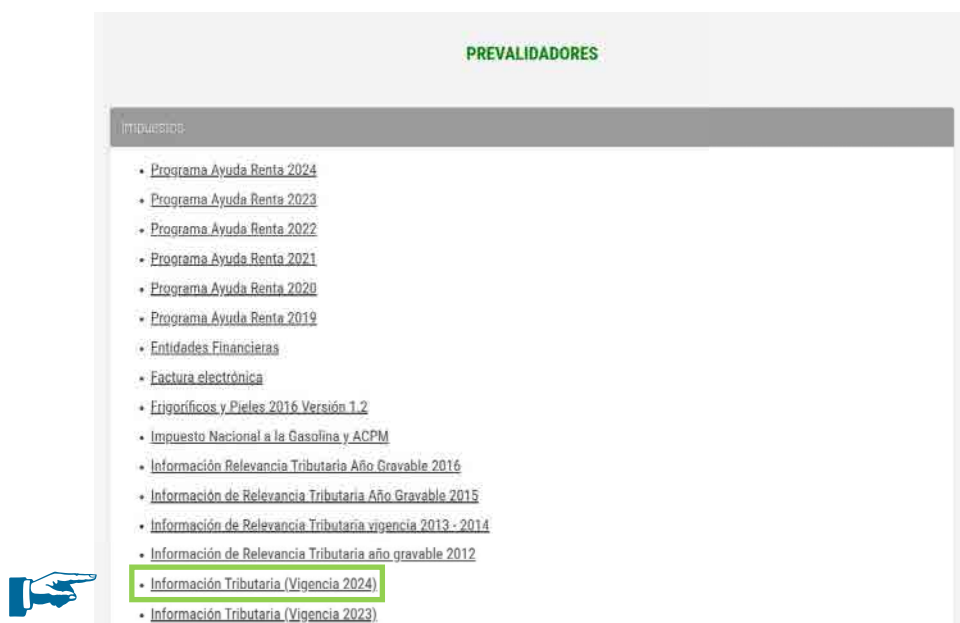 PREVALIDADORES
Impuestos
• Programa Ayuda Renta 2024
• Programa Ayuda Renta 2023
• Programa Ayuda Renta 2022
• Programa Ayuda Renta 2021
• Programa Ayuda Renta 2020
• Programa Ayuda Renta 2019
• Entidades Financieras
• Factura electrónica
• Frigoríficos y Pieles 2016 Versión 1.2
• Impuesto Nacional a la Gasolina y ACPM
• Información Relevancia Tributaria Año Gravable 2016
• Información de Relevancia Tributaria Año Gravable 2015
• Información de Relevancia Tributaria vigencia 2013 - 2014
• Información de Relevancia Tributaria año gravable 2012
• Información Tributaria (Vigencia 2024)
• Información Tributaria (Vigencia 2023)